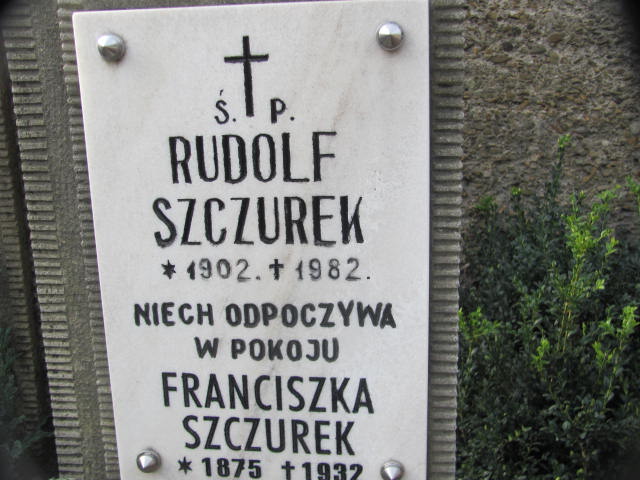 Ś. P.
RUDOLF
SZCZUREK
* 1902. † 1982.
NIECH ODPOCZYWA
W POKOJU
FRANCISZKA
SZCZUREK
* 1875 † 1932